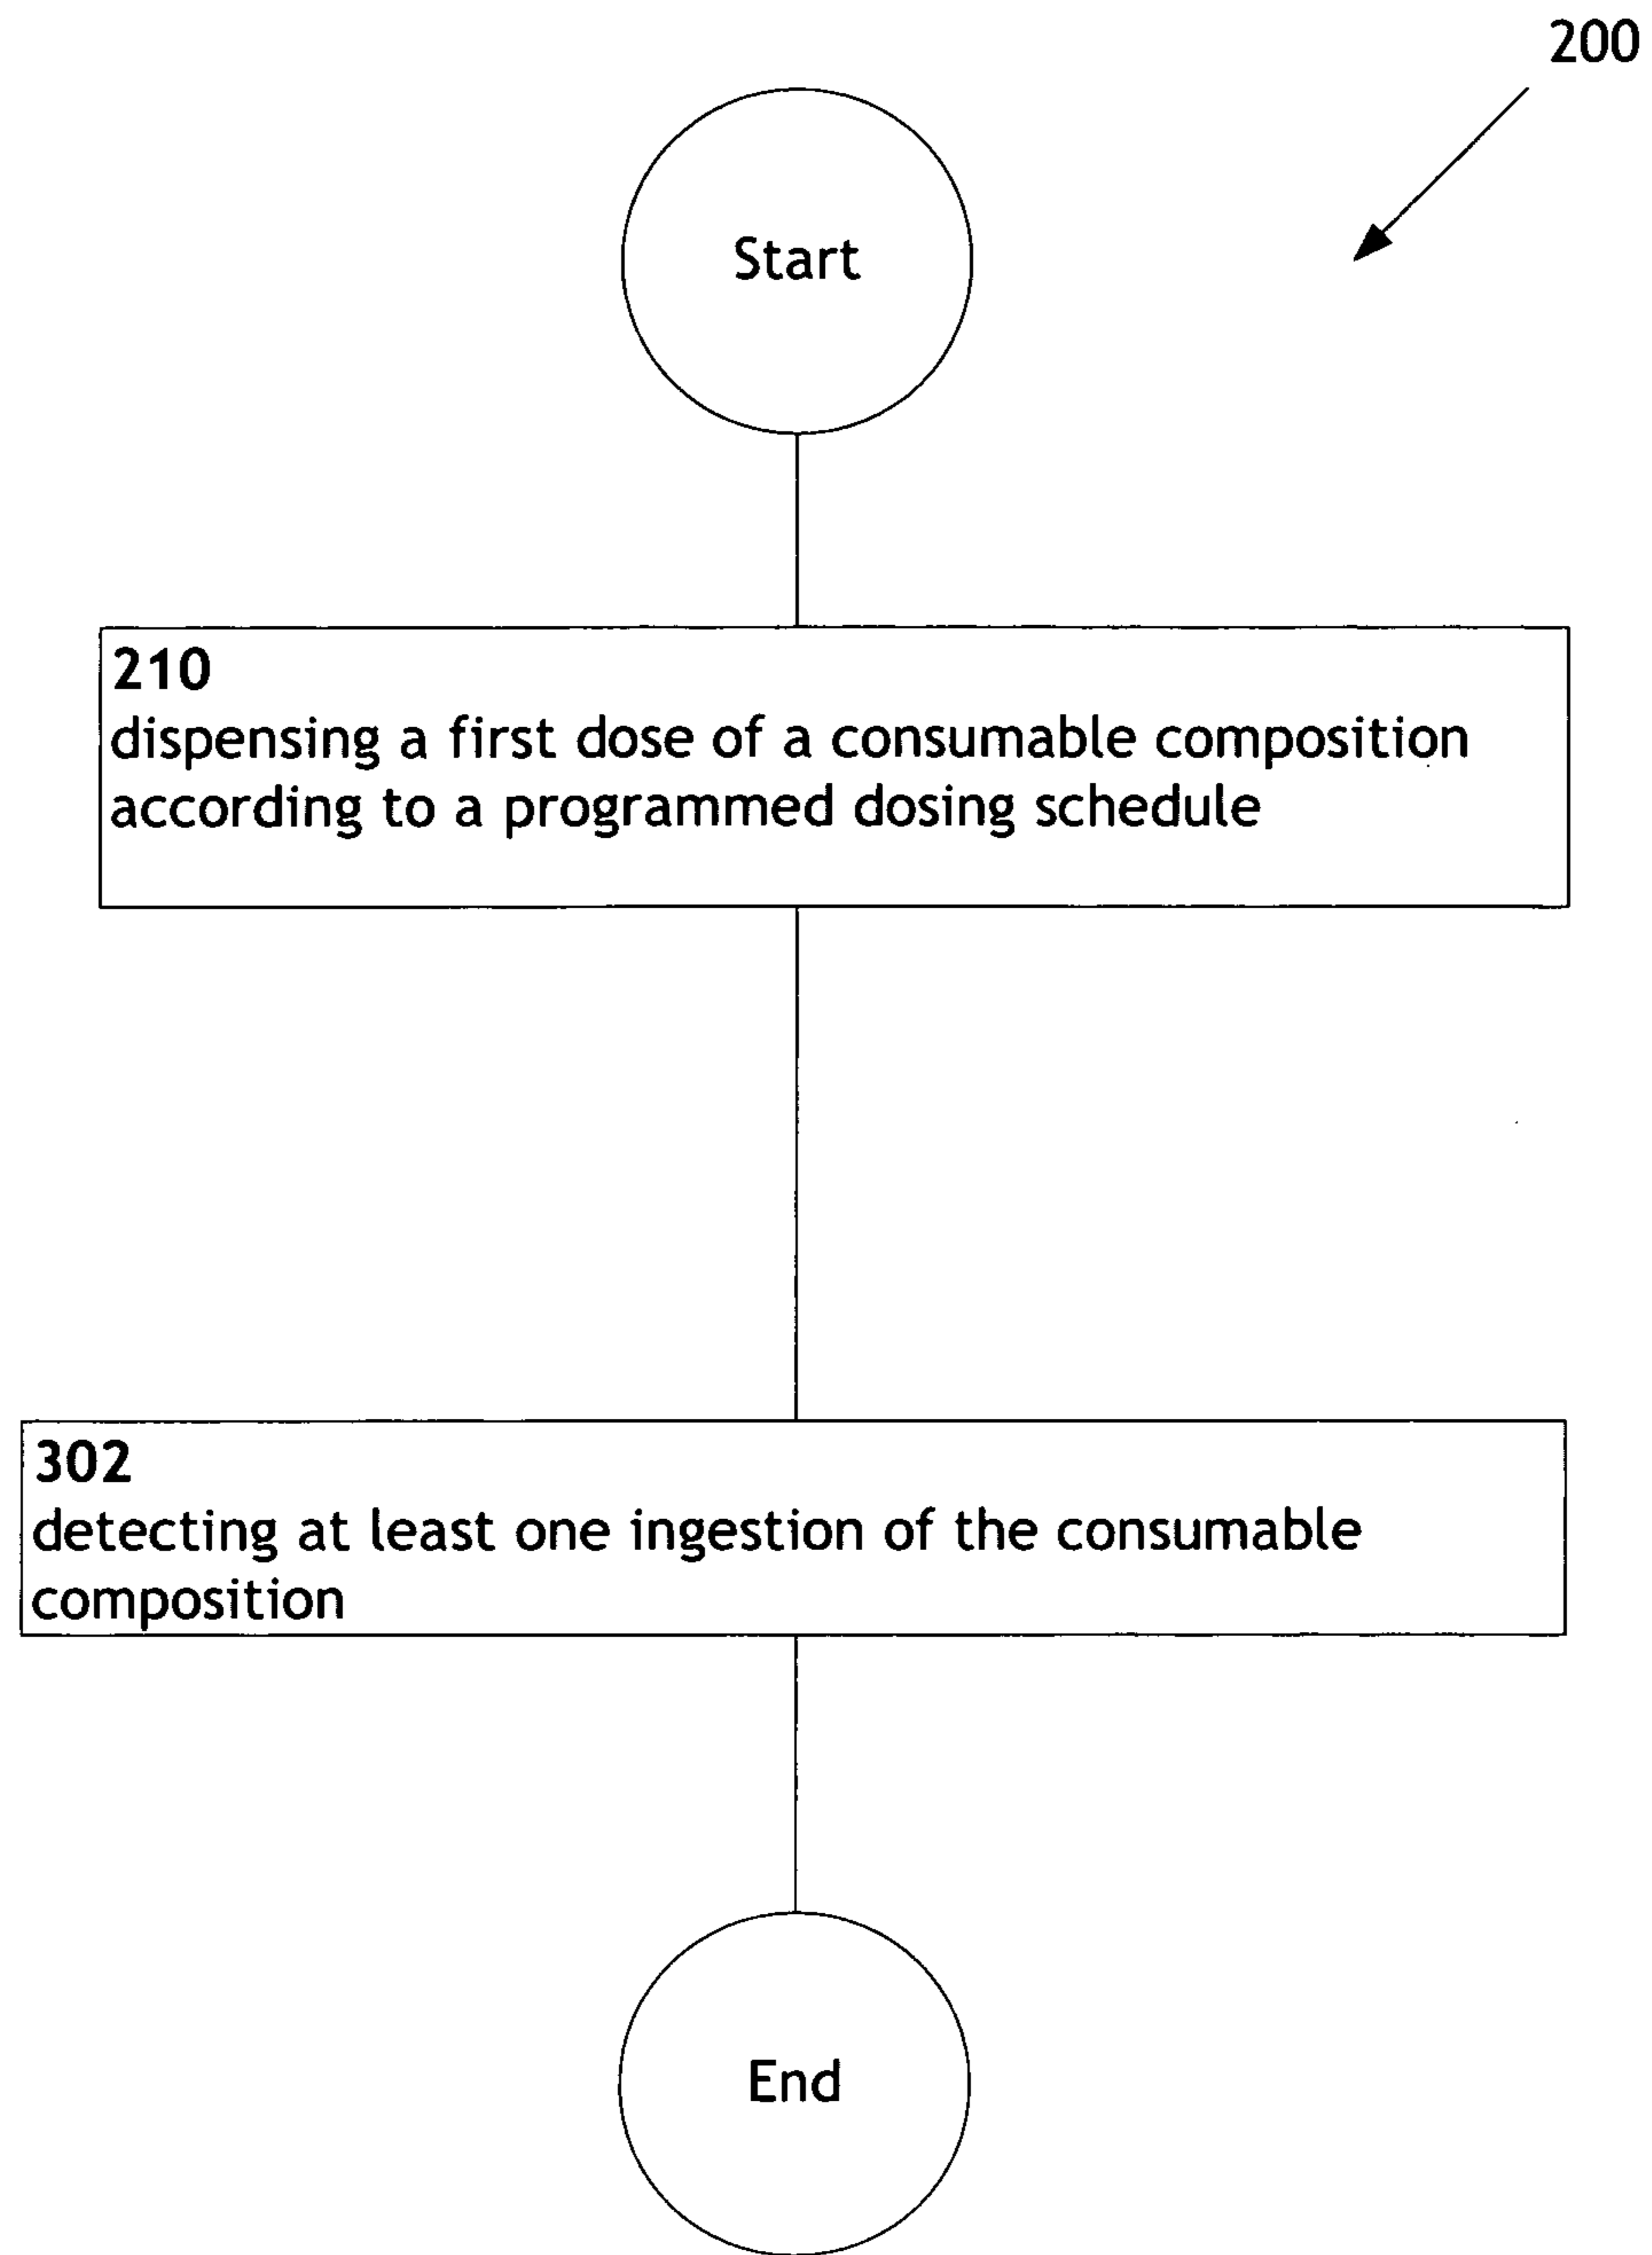 200
Start
210
dispensing a first dose of a consumable composition
according to a programmed dosing schedule
302
detecting at least one ingestion of the consumable
composition
End